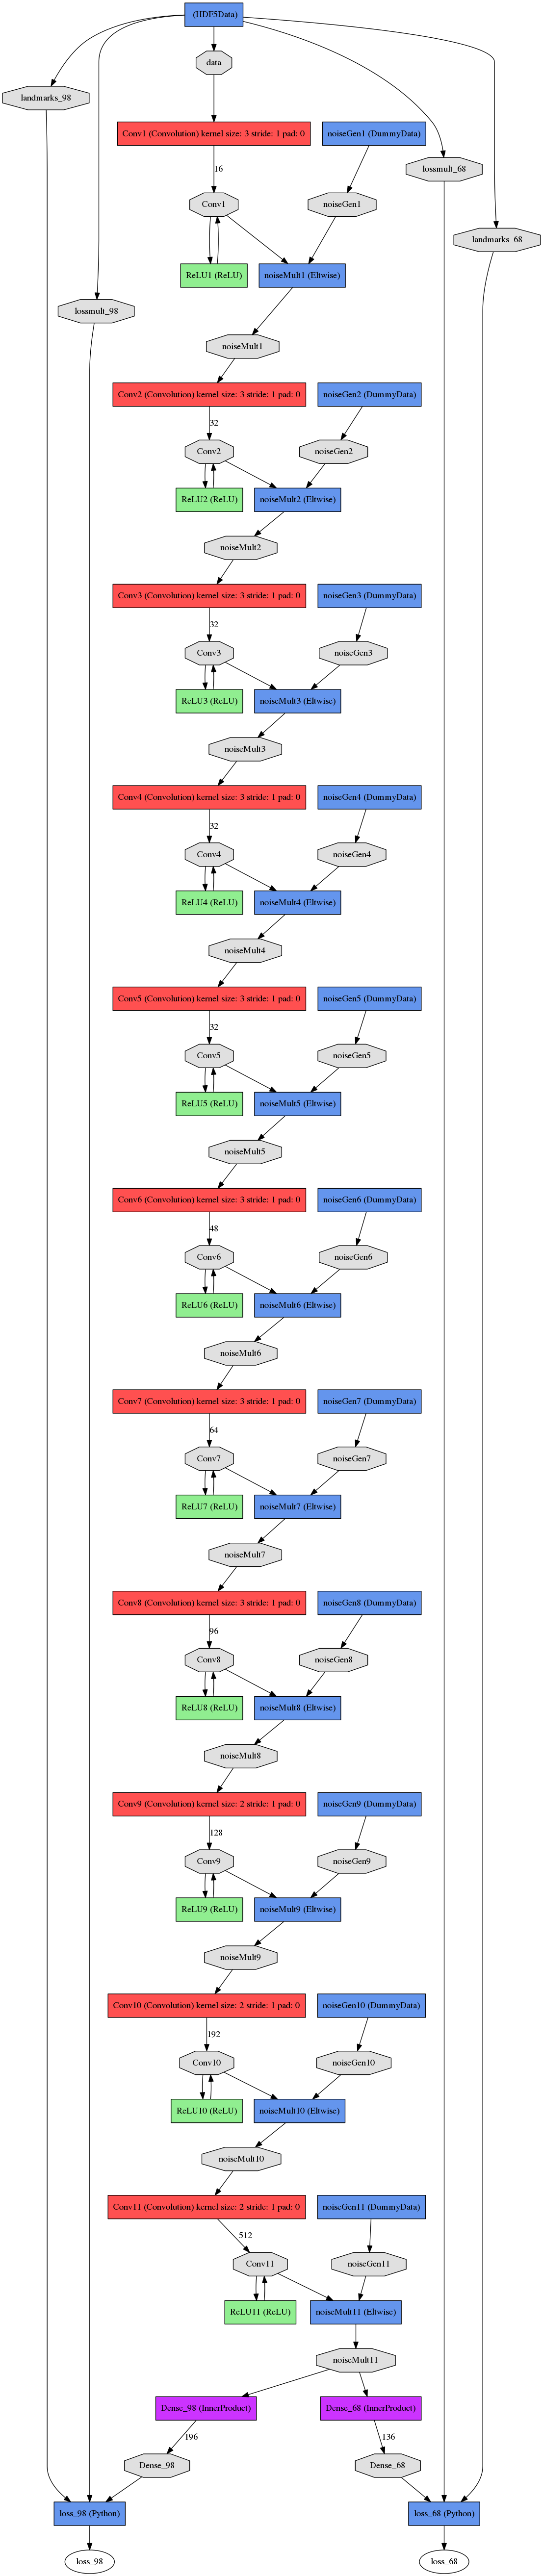 (HDF5Data)
data
landmarks_98
Conv1 (Convolution) kernel size: 3 stride: 1 pad: 0
noiseGen1 (DummyData)
lossmult_68
16
Conv1
noiseGen1
landmarks_68
ReLU1 (ReLU)
noiseMult1 (Eltwise)
lossmult_98
noiseMult1
Conv2 (Convolution) kernel size: 3 stride: 1 pad: 0
noiseGen2 (DummyData)
32
Conv2
noiseGen2
ReLU2 (ReLU)
noiseMult2 (Eltwise)
noiseMult2
Conv3 (Convolution) kernel size: 3 stride: 1 pad: 0
noiseGen3 (DummyData)
32
Conv3
noiseGen3
ReLU3 (ReLU)
noiseMult3 (Eltwise)
noiseMult3
Conv4 (Convolution) kernel size: 3 stride: 1 pad: 0
noiseGen4 (DummyData)
32
Conv4
noiseGen4
ReLU4 (ReLU)
noiseMult4 (Eltwise)
noiseMult4
Conv5 (Convolution) kernel size: 3 stride: 1 pad: 0
noiseGen5 (DummyData)
32
Conv5
noiseGen5
ReLU5 (ReLU)
noiseMult5 (Eltwise)
noiseMult5
Conv6 (Convolution) kernel size: 3 stride: 1 pad: 0
noiseGen6 (DummyData)
48
Conv6
noiseGen6
ReLU6 (ReLU)
noiseMult6 (Eltwise)
noiseMult6
Conv7 (Convolution) kernel size: 3 stride: 1 pad: 0
noiseGen7 (DummyData)
64
Conv7
noiseGen7
ReLU7 (ReLU)
noiseMult7 (Eltwise)
noiseMult7
Conv8 (Convolution) kernel size: 3 stride: 1 pad: 0
noiseGen8 (DummyData)
96
Conv8
noiseGen8
ReLU8 (ReLU)
noiseMult8 (Eltwise)
noiseMult8
Conv9 (Convolution) kernel size: 2 stride: 1 pad: 0
noiseGen9 (DummyData)
128
Conv9
noiseGen9
ReLU9 (ReLU)
noiseMult9 (Eltwise)
noiseMult9
Conv10 (Convolution) kernel size: 2 stride: 1 pad: 0
noiseGen10 (DummyData)
192
Conv10
noiseGen10
ReLU10 (ReLU)
noiseMult10 (Eltwise)
noiseMult10
Conv11 (Convolution) kernel size: 2 stride: 1 pad: 0
noiseGen11 (DummyData)
512
Conv11
noiseGen11
ReLU11 (ReLU)
noiseMult11 (Eltwise)
noiseMult11
Dense_98 (InnerProduct)
Dense_68 (InnerProduct)
196
136
Dense_98
Dense_68
loss_98 (Python)
loss_68 (Python)
loss_98
loss_68